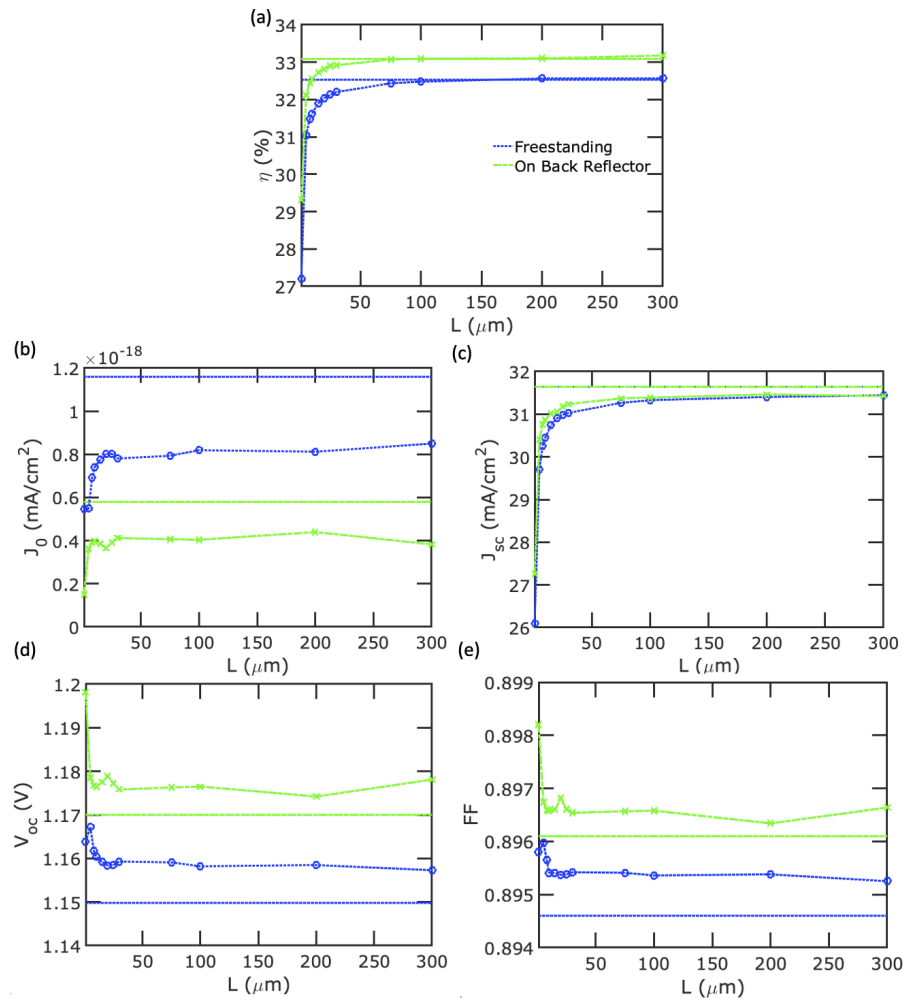 (a)
34
33
32
31
30
29
28
27
η (%)
Freestanding
On Back Reflector
50 100 150 200 250 300
L (μm)
(b)
×10-18
1.2
1
0.8
0.6
0.4
0.2
0
J0 (mA/cm2)
50 100 150 200 250 300
L (μm)
(c)
32
31
30
29
28
27
26
Jsc (mA/cm2)
50 100 150 200 250 300
L (μm)
(d)
1.2
1.19
1.18
1.17
1.16
1.15
1.14
Voc (V)
50 100 150 200 250 300
L (μm)
(e)
0.899
0.898
0.897
0.896
0.895
0.894
FF
50 100 150 200 250 300
L (μm)